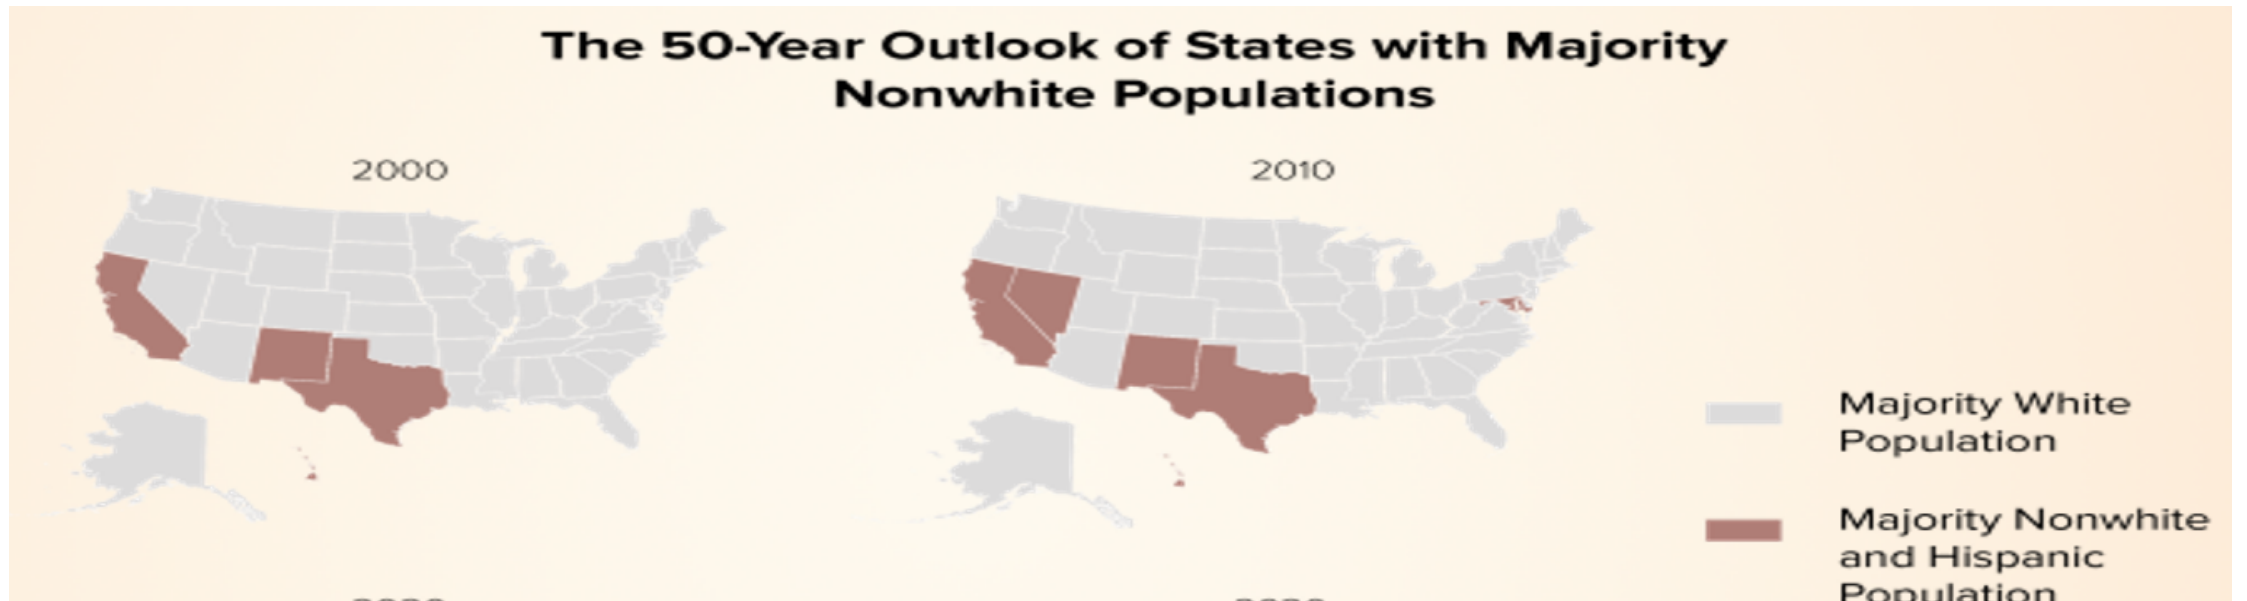 The 50-Year Outlook of States with Majority
Nonwhite Populations
2000
2010
Majority White
Population
Majority Nonwhite
and Hispanic
Population